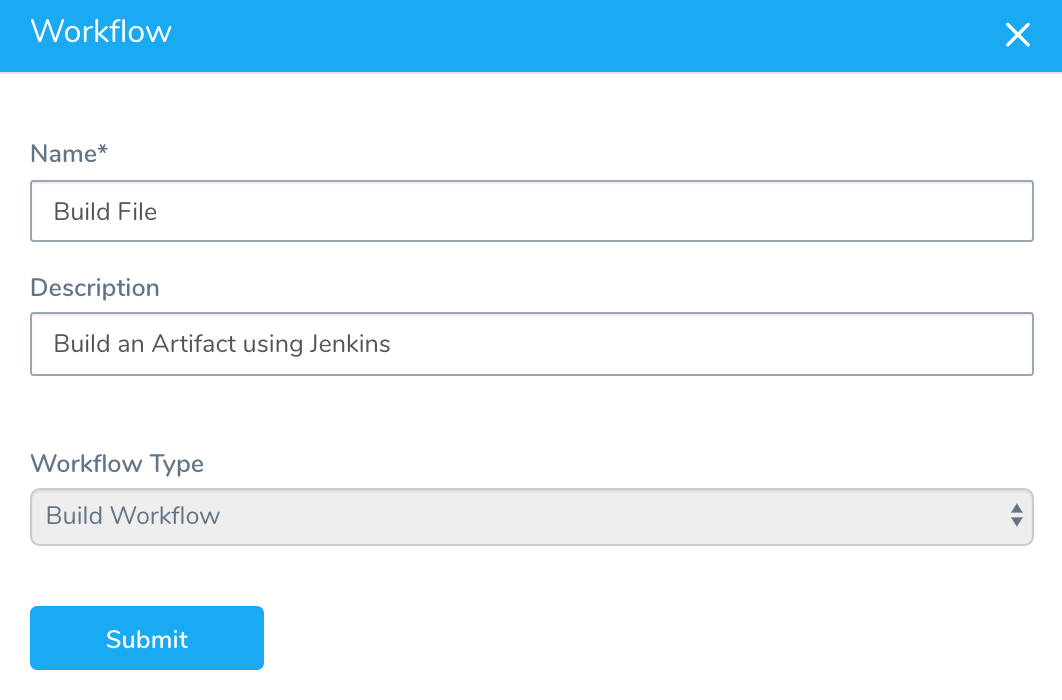 Workflow
Name*
Build File
Description
Build an Artifact using Jenkins
Workflow Type
Build Workflow
Submit